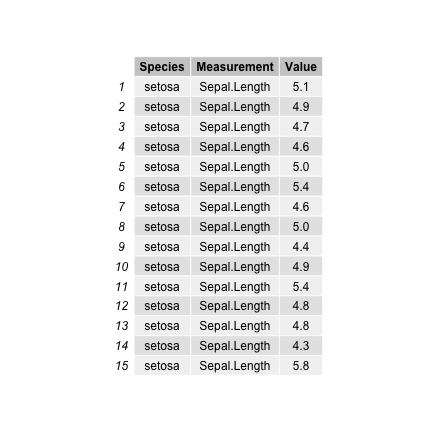 Species Measurement Value
1 setosa Sepal.Length 5.1
2 setosa Sepal.Length 4.9
3 setosa Sepal.Length 4.7
4 setosa Sepal.Length 4.6
5 setosa Sepal.Length 5.0
6 setosa Sepal.Length 5.4
7 setosa Sepal.Length 4.6
8 setosa Sepal.Length 5.0
9 setosa Sepal.Length 4.4
10 setosa Sepal.Length 4.9
11 setosa Sepal.Length 5.4
12 setosa Sepal.Length 4.8
13 setosa Sepal.Length 4.8
14 setosa Sepal.Length 4.3
15 setosa Sepal.Length 5.8